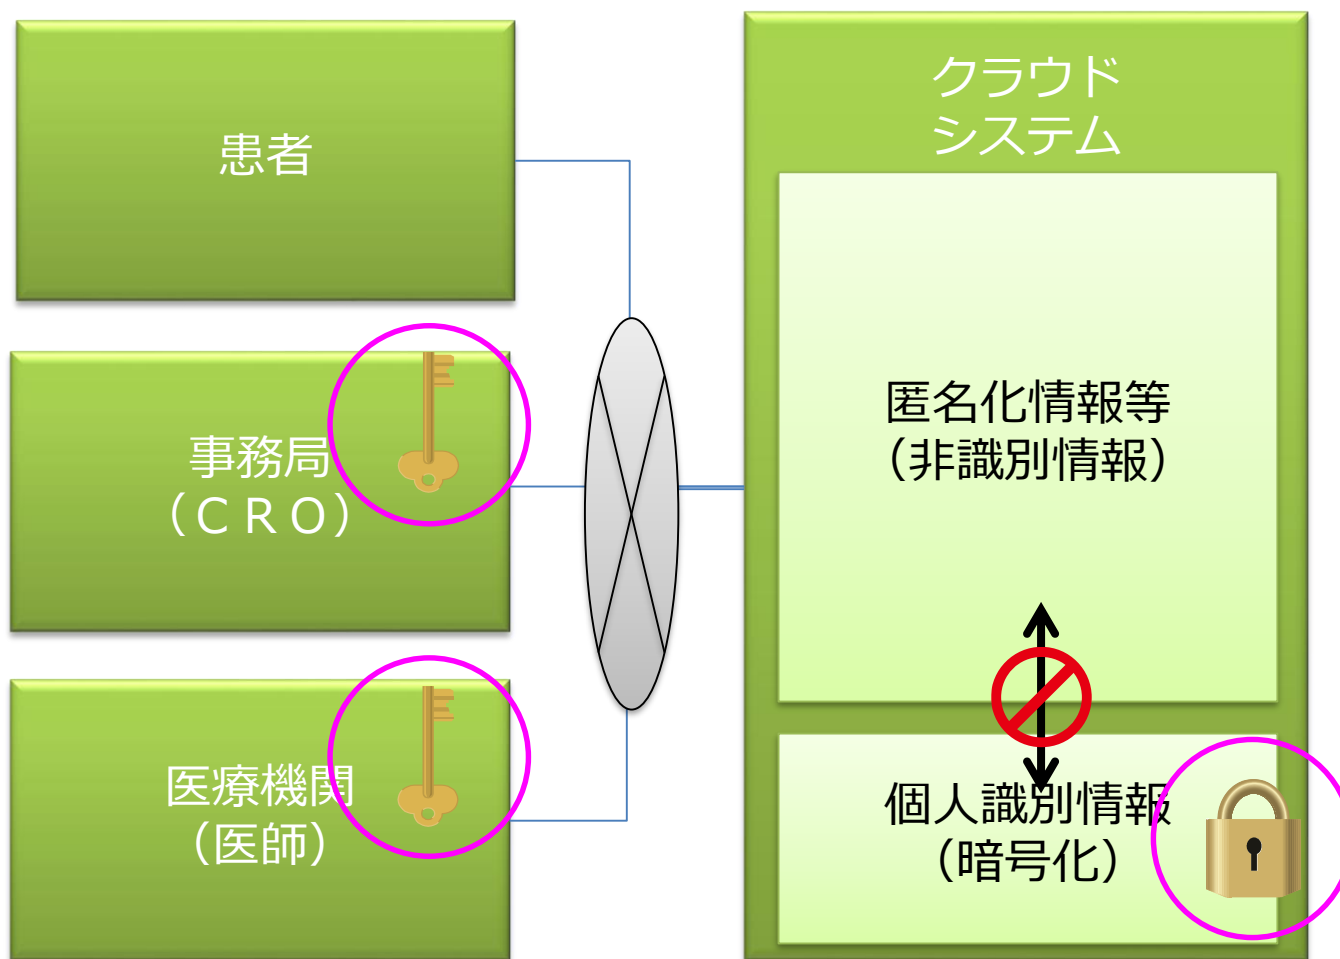 患者
事務局
（ＣＲＯ）
医療機関
（医師）
クラウド
システム
匿名化情報等
（非識別情報）
個人識別情報
（暗号化）